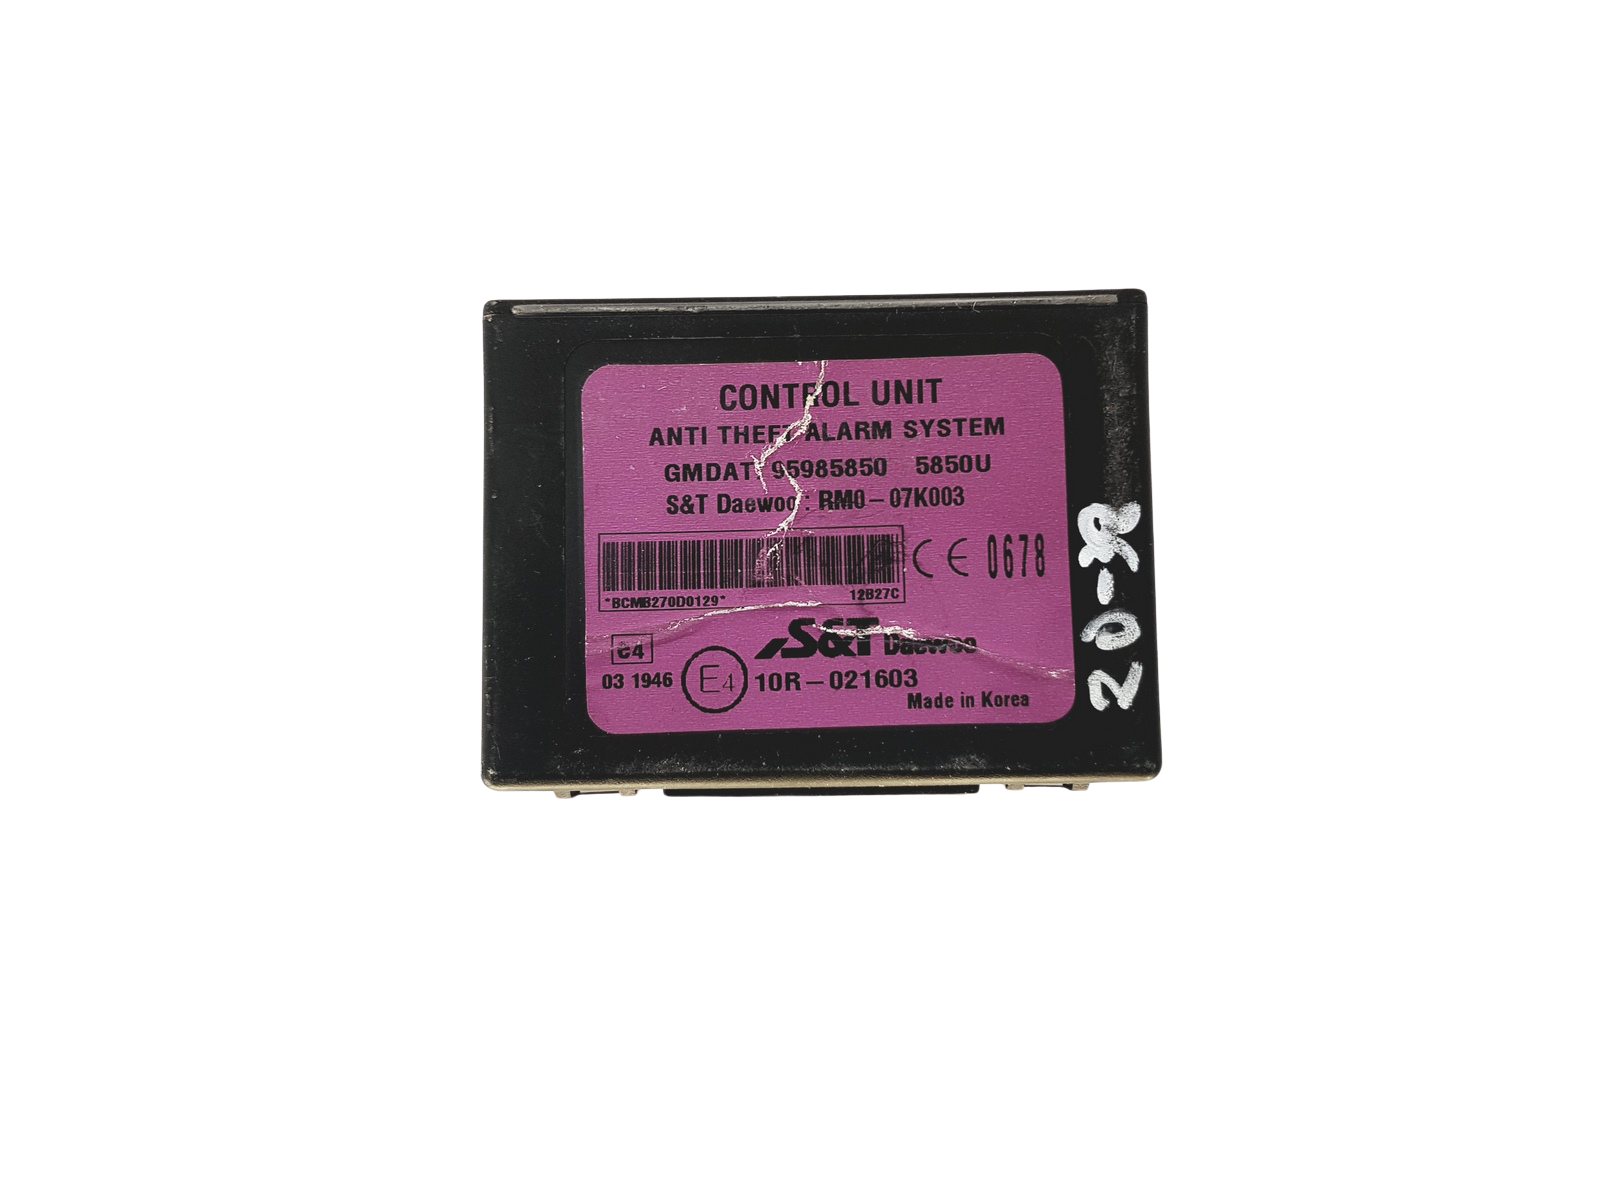 CONTROL UNIT
ANTI THEFT ALARM SYSTEM
GMDAT: 95985850 5850U
S&T Daewoo : RM0-07K003
CE 0678
*BCMB270D0129* 12B27C
e4
S&T Daewoo
03 1946 E4 10R-021603
Made in Korea